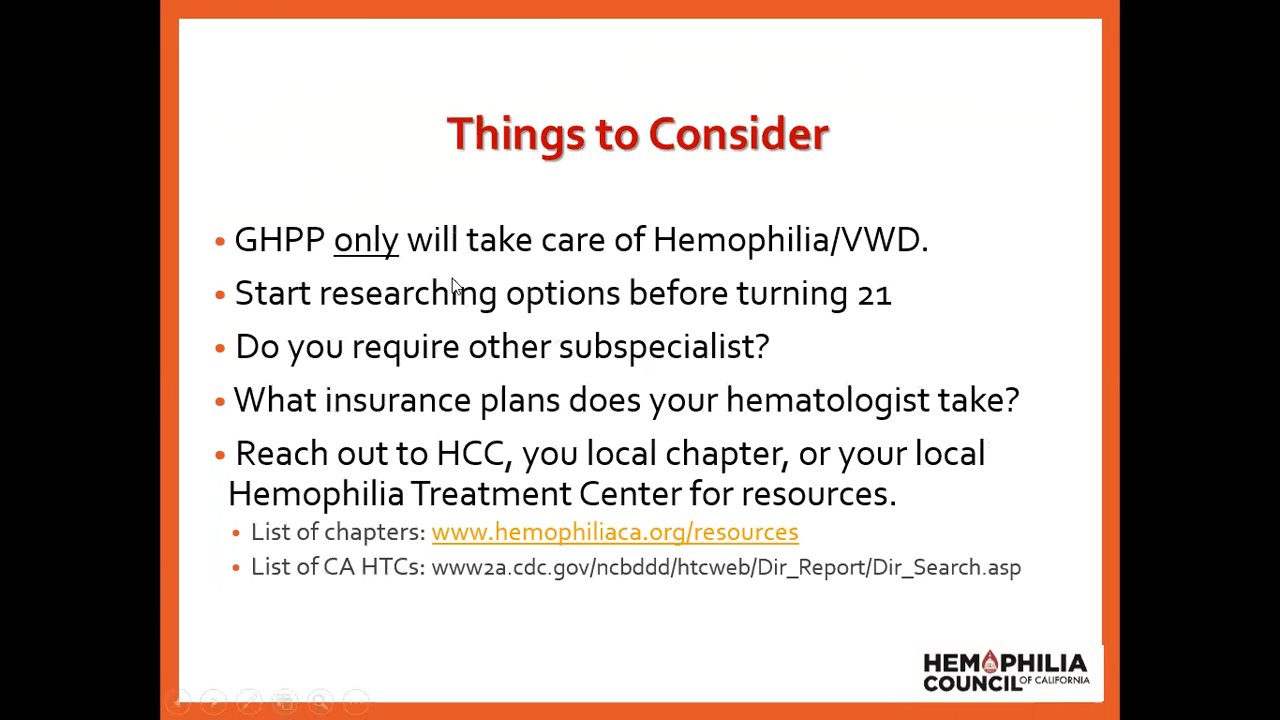 Things to Consider
• GHPP only will take care of Hemophilia/VWD.
• Start researching options before turning 21
• Do you require other subspecialist?
• What insurance plans does your hematologist take?
• Reach out to HCC, you local chapter, or your local
Hemophilia Treatment Center for resources.
• List of chapters: www.hemophiliaca.org/resources
• List of CA HTCs: www2a.cdc.gov/ncbddd/htcweb/Dir_Report/Dir_Search.asp
HEMOPHILIA
COUNCIL OF CALIFORNIA